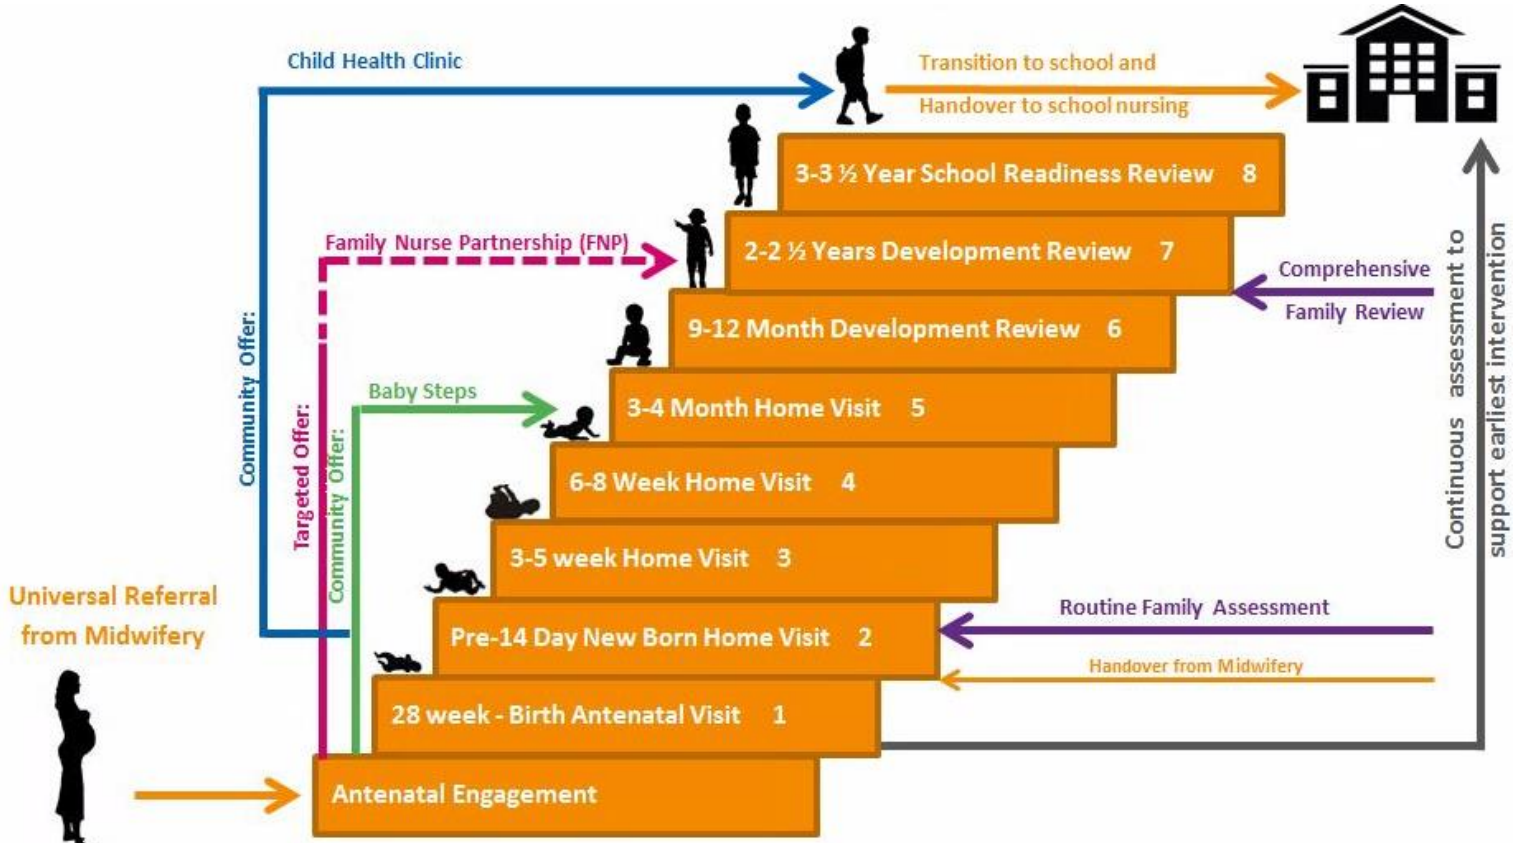 Child Health Clinic
Transition to school and
Handover to school nursing
3-3 ½ Year School Readiness Review 8
Family Nurse Partnership (FNP)
2-2 ½ Years Development Review 7
Comprehensive
Family Review
9-12 Month Development Review 6
Baby Steps
3-4 Month Home Visit 5
6-8 Week Home Visit 4
3-5 week Home Visit 3
Community Offer:
Targeted Offer:
Community Offer:
Continuous assessment to
support earliest intervention
Universal Referral
from Midwifery
Routine Family Assessment
Pre-14 Day New Born Home Visit 2
Handover from Midwifery
28 week - Birth Antenatal Visit 1
Antenatal Engagement